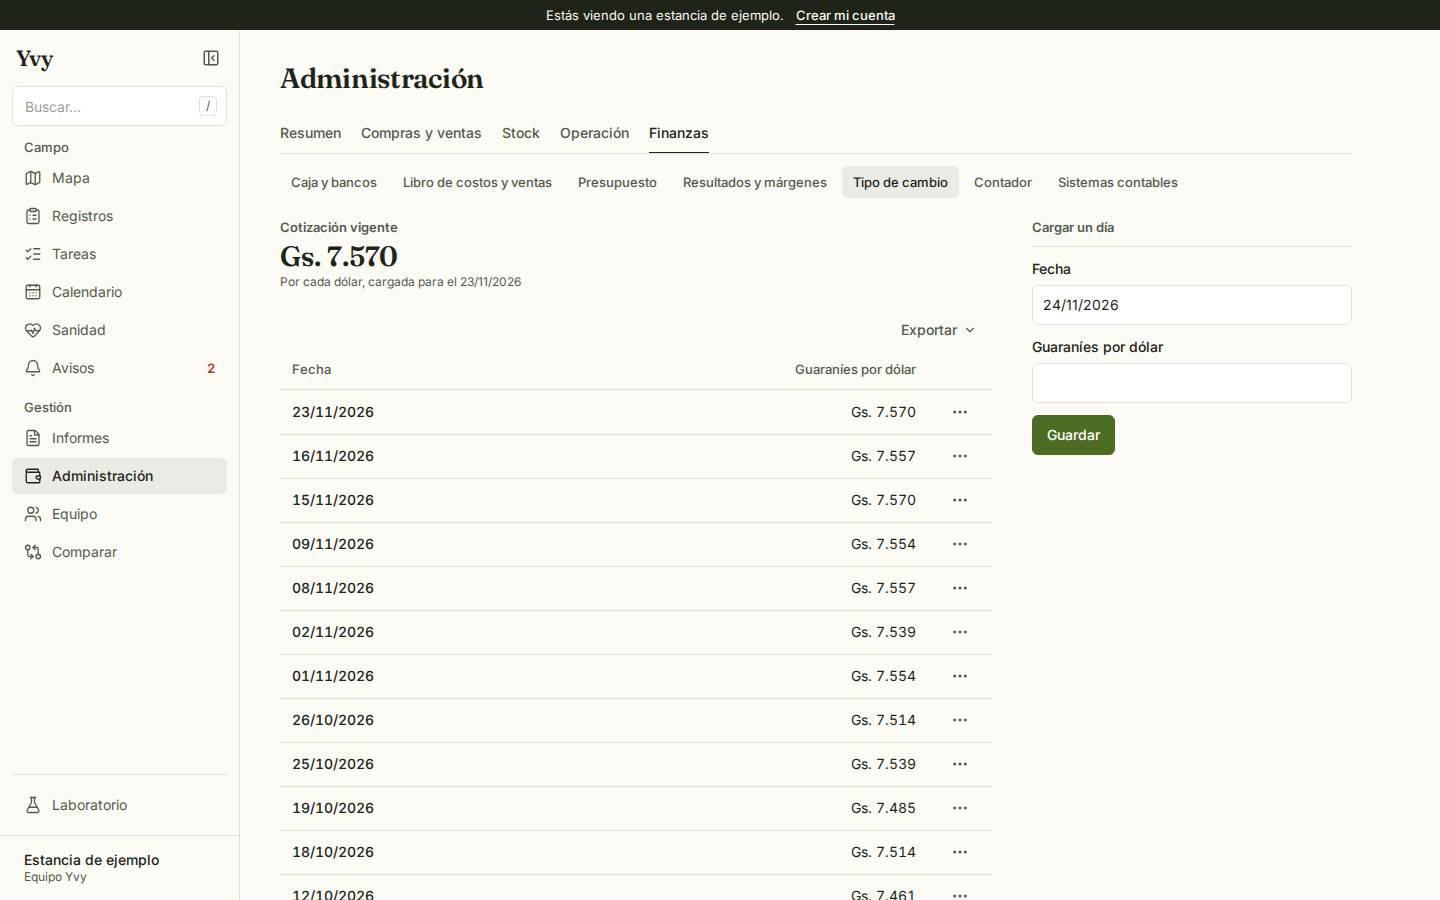 Estás viendo una estancia de ejemplo. Crear mi cuenta
Yvy
Buscar... /
Campo
Mapa
Registros
Tareas
Calendario
Sanidad
Avisos 2
Gestión
Informes
Administración
Equipo
Comparar
Laboratorio
Estancia de ejemplo
Equipo Yvy
Administración
Resumen Compras y ventas Stock Operación Finanzas
Caja y bancos Libro de costos y ventas Presupuesto Resultados y márgenes Tipo de cambio Contador Sistemas contables
Cotización vigente
Gs. 7.570
Por cada dólar, cargada para el 23/11/2026
Exportar
Fecha Guaraníes por dólar
23/11/2026 Gs. 7.570
16/11/2026 Gs. 7.557
15/11/2026 Gs. 7.570
09/11/2026 Gs. 7.554
08/11/2026 Gs. 7.557
02/11/2026 Gs. 7.539
01/11/2026 Gs. 7.554
26/10/2026 Gs. 7.514
25/10/2026 Gs. 7.539
19/10/2026 Gs. 7.485
18/10/2026 Gs. 7.514
12/10/2026 Gs. 7.461
Cargar un día
Fecha
24/11/2026
Guaraníes por dólar
Guardar